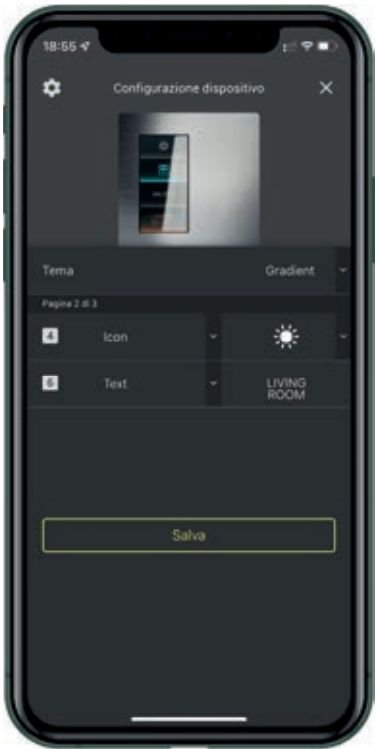 18:55
Configurazione dispositivo
Tema Gradient
Pagina 2 di 3
4 Icon
6 Text LIVING
ROOM
Salva